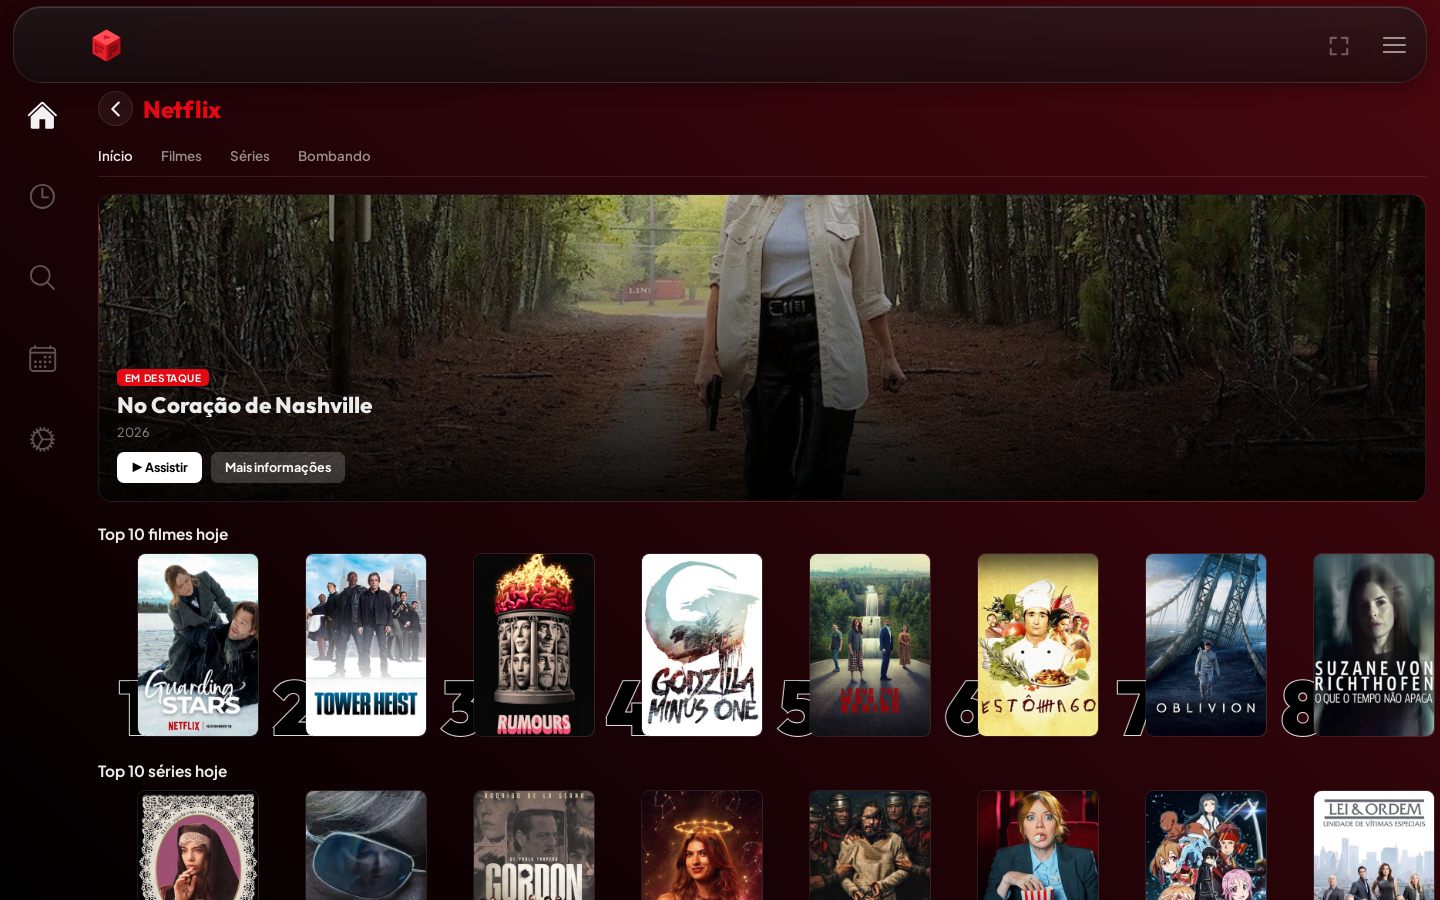 Netflix
Início
Filmes
Séries
Bombando
LIN
EM DESTAQUE
No Coração de Nashville
2026
Assistir
Mais informações
Top 10 filmes hoje
1
Guarding
STARS
NETFLIX
2
TOWER HEIST
3
RUMOURS
4
GODZILLA
MINUS ONE
5
6
ESTÔMAGO
7
OBLIVION
8
SUZANE VON
RICHTHOFEN
O QUE O TEMPO NÃO APAGA
Top 10 séries hoje
GORDON
LEI & ORDEM
UNIDADE DE VÍTIMAS ESPECIAIS